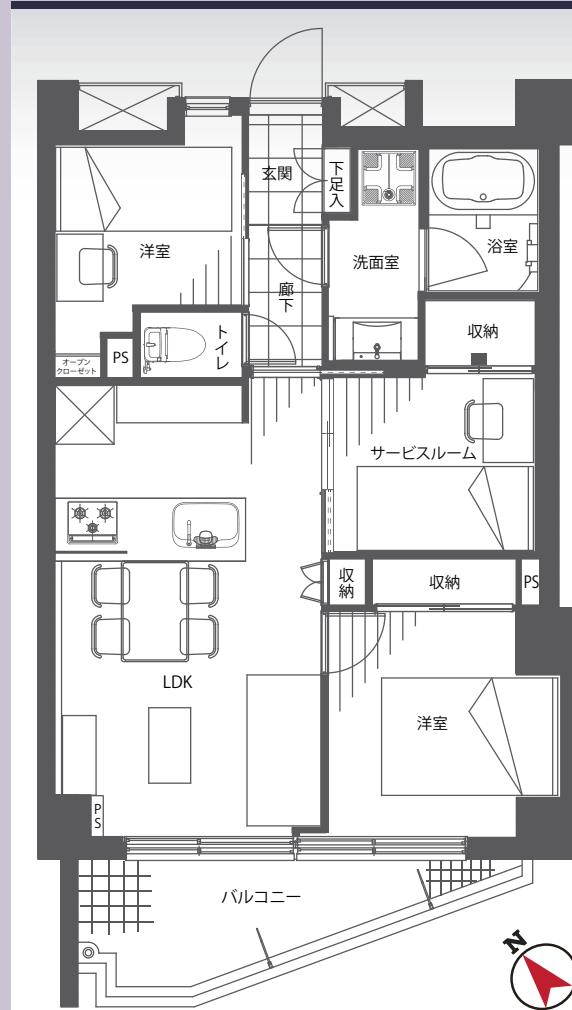 玄関
下足入
洋室
洗面室
浴室
廊下
トイレ
収納
オープン
クローゼット
PS
サービスルーム
収納
収納
PS
LDK
洋室
PS
バルコニー
N